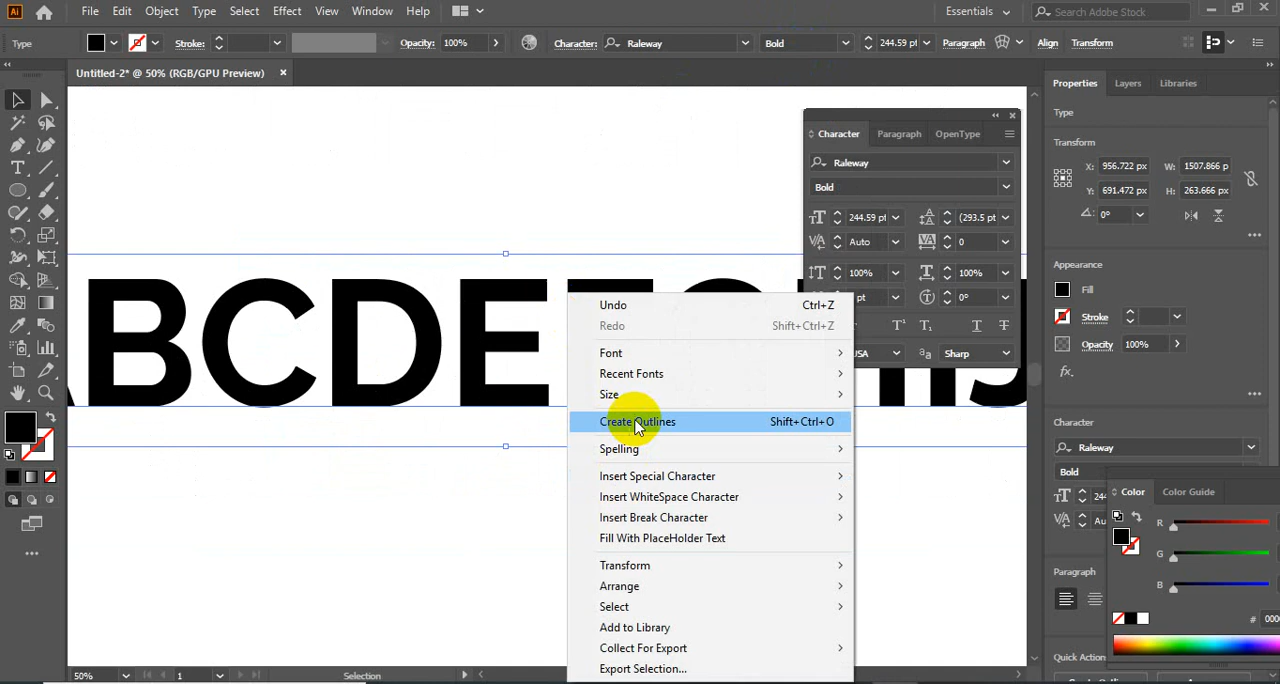 Ai File Edit Object Type Select Effect View Window Help Essentials Search Adobe Stock
Type Stroke: Opacity: 100% Character: Raleway Bold 244.59 pt Paragraph Align Transform
Untitled-2* @ 50% (RGB/GPU Preview)
BCDE
Undo Ctrl+Z
Redo Shift+Ctrl+Z
Font
Recent Fonts
Size
Create Outlines Shift+Ctrl+O
Spelling
Insert Special Character
Insert WhiteSpace Character
Insert Break Character
Fill With PlaceHolder Text
Transform
Arrange
Select
Add to Library
Collect For Export
Export Selection...
Character Paragraph OpenType
Raleway
Bold
244.59 pt (293.5 pt
Auto 0
100% 100%
pt 0°
USA Sharp
Properties Layers Libraries
Type
Transform
X: 956.722 px W: 1507.866 p
Y: 691.472 px H: 263.666 px
0°
Appearance
Fill
Stroke
Opacity 100%
fx.
Character
Raleway
Bold
244
Au
Paragraph
Color Color Guide
R
G
B
# 000
Quick Action
50% 1 Selection